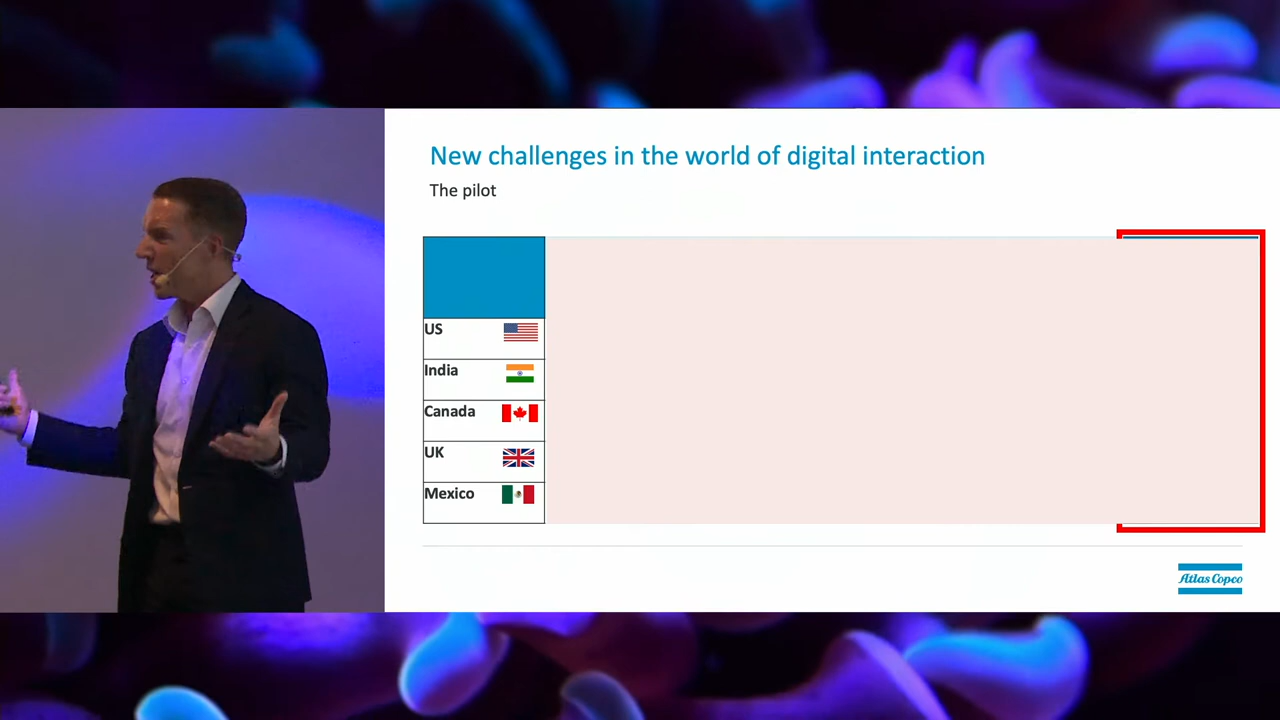 New challenges in the world of digital interaction
The pilot
US
India
Canada
UK
Mexico
Atlas Copco